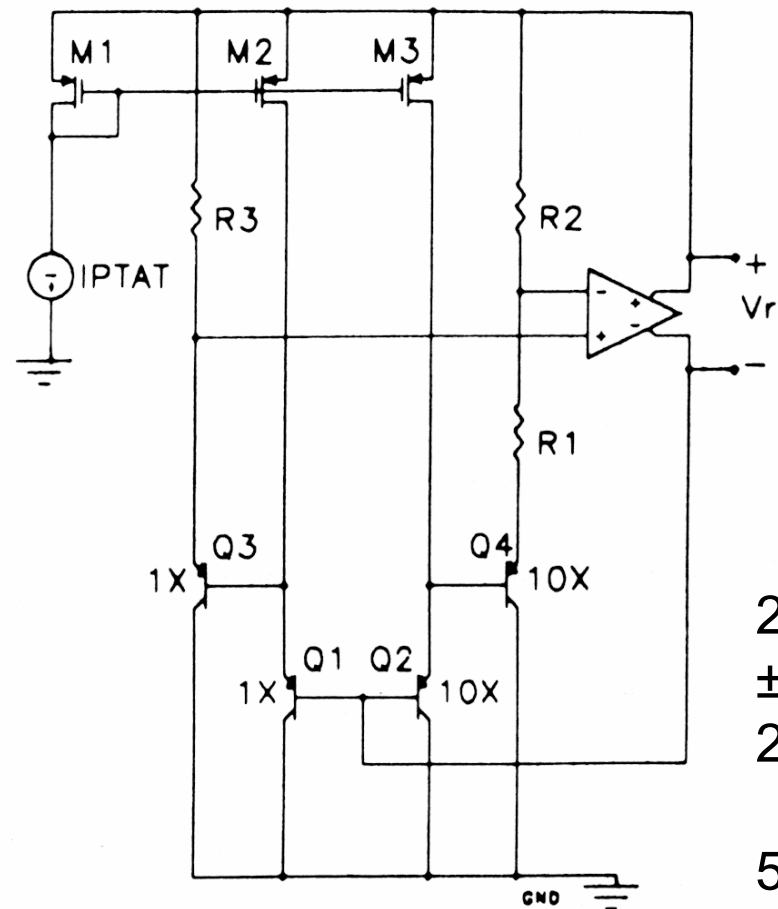 M1
M2
M3
R3
R2
IPTAT
-
+
+
-
+
Vr
-
R1
Q3
Q4
1X
10X
Q1
Q2
1X
10X
2
±
2
5
GND